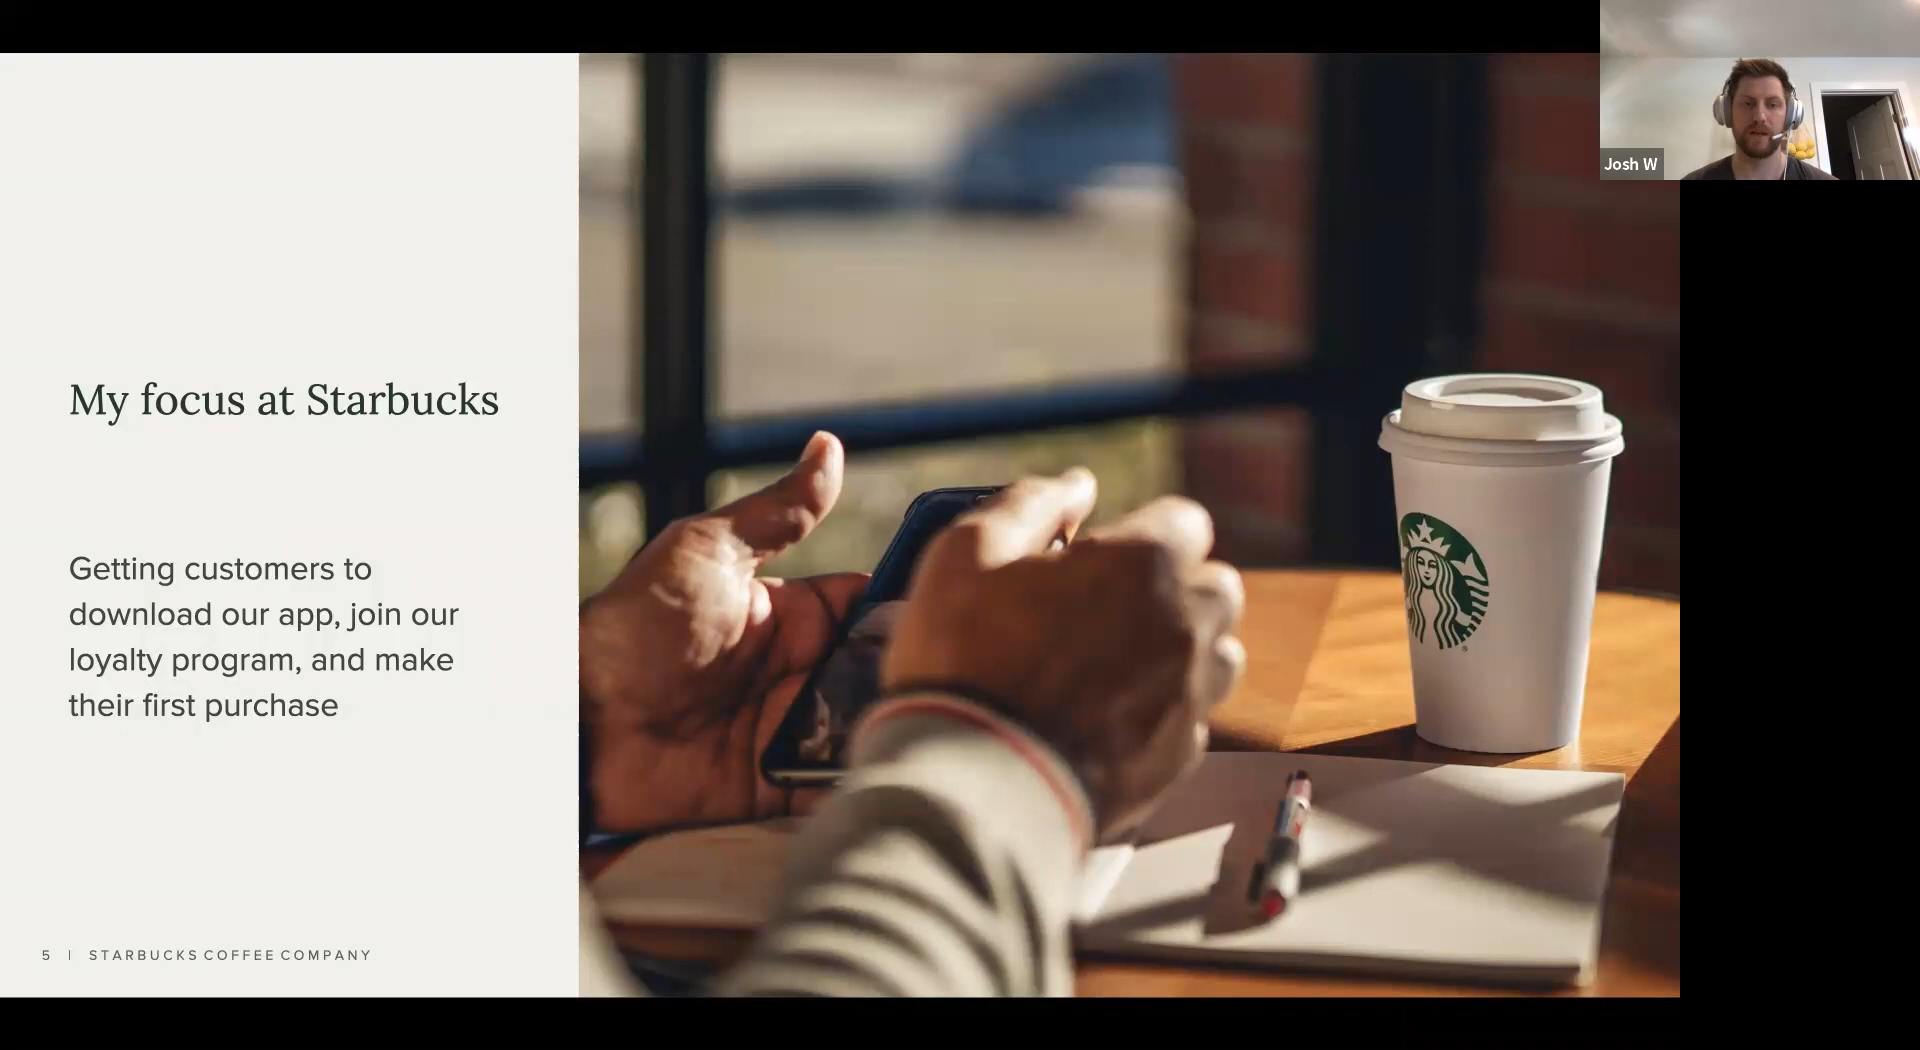 Josh W
My focus at Starbucks
Getting customers to
download our app, join our
loyalty program, and make
their first purchase
5 | STARBUCKS COFFEE COMPANY